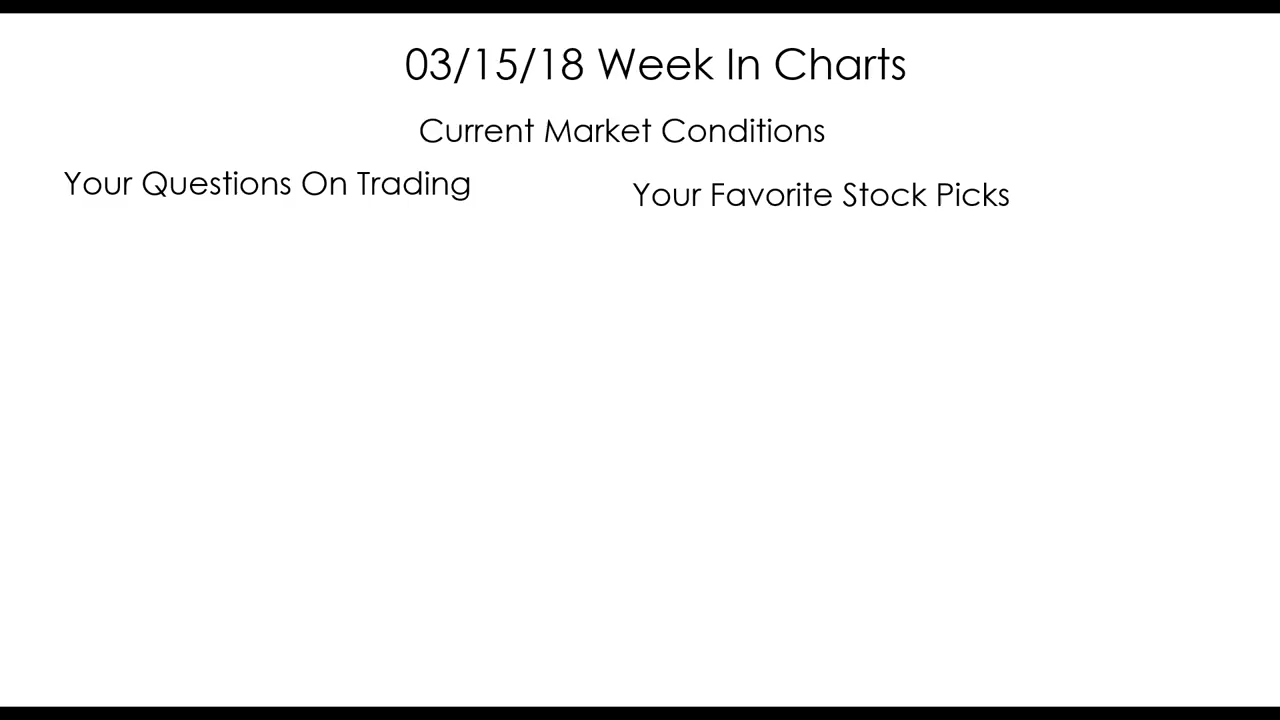 03/15/18 Week In Charts
Current Market Conditions
Your Questions On Trading
Your Favorite Stock Picks